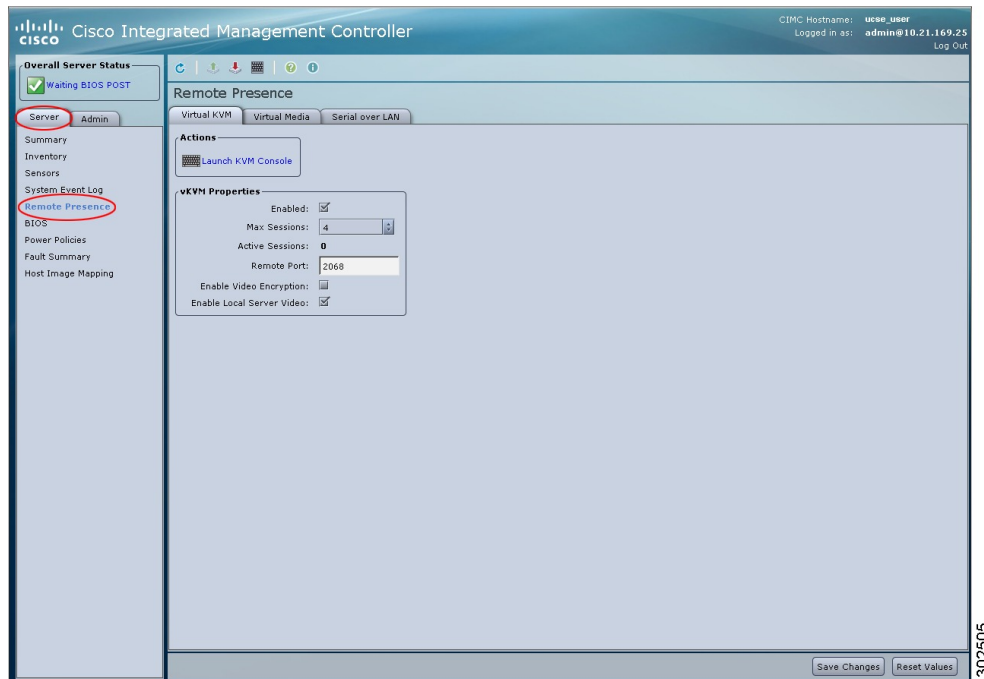 CISCO
Cisco Integrated Management Controller
CIMC Hostname: ucse_user
Logged in as: admin@10.21.169.25
Log Out
Overall Server Status
Waiting BIOS POST
Server
Admin
Summary
Inventory
Sensors
System Event Log
Remote Presence
BIOS
Power Policies
Fault Summary
Host Image Mapping
Remote Presence
Virtual KVM
Virtual Media
Serial over LAN
Actions
Launch KVM Console
vKVM Properties
Enabled:
Max Sessions: 4
Active Sessions: 0
Remote Port: 2068
Enable Video Encryption:
Enable Local Server Video:
Save Changes
Reset Values
302505